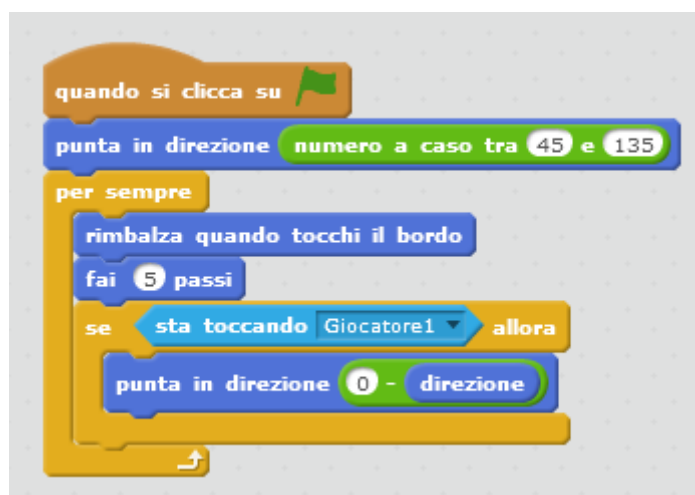 quando si clicca su
punta in direzione numero a caso tra 45 e 135
per sempre
rimbalza quando tocchi il bordo
fai 5 passi
se sta toccando Giocatore1 allora
punta in direzione 0 - direzione